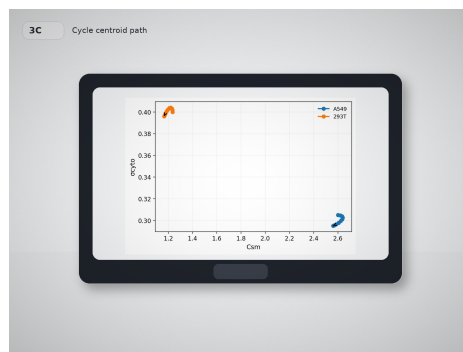 3C Cycle centroid path
A549
293T
0.40
0.38
0.36
0.34
0.32
0.30
σcyto
1.2 1.4 1.6 1.8 2.0 2.2 2.4 2.6
Csm